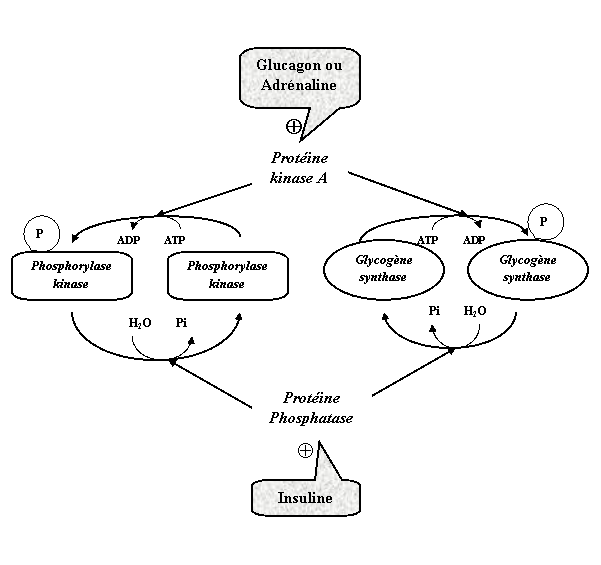 Glucagon ou
Adrénaline
⊕
Protéine
kinase A
P
P
ADP
ATP
ATP
ADP
Phosphorylase
kinase
Phosphorylase
kinase
Glycogène
synthase
Glycogène
synthase
H₂O
Pi
Pi
H₂O
Protéine
Phosphatase
⊕
Insuline